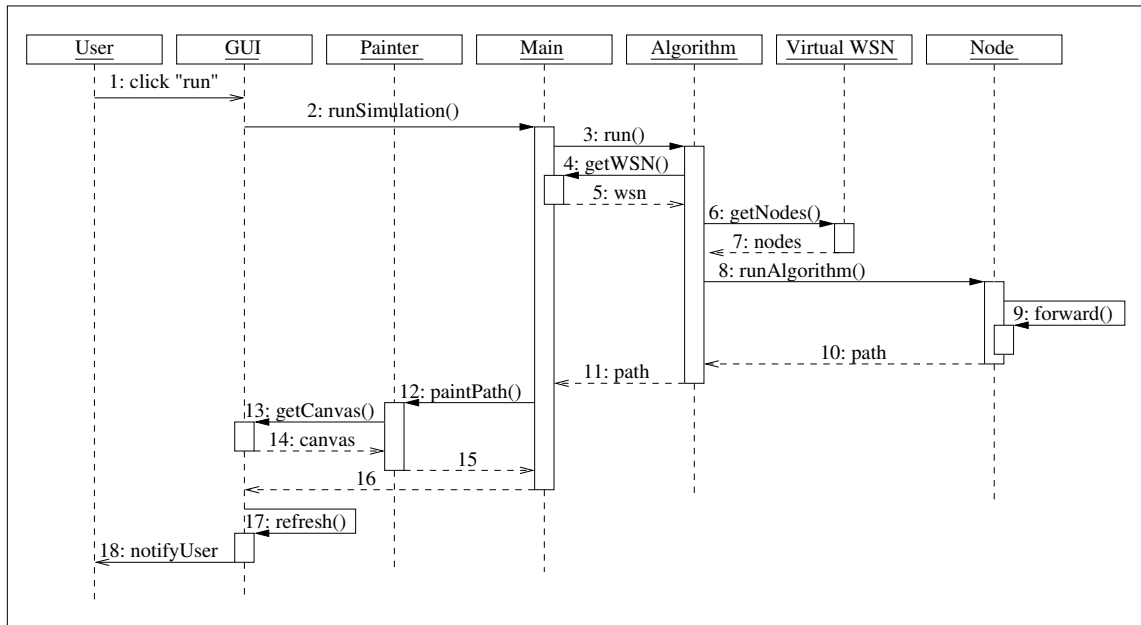 User
GUI
Painter
Main
Algorithm
Virtual WSN
Node
1: click "run"
2: runSimulation()
3: run()
4: getWSN()
5: wsn
6: getNodes()
7: nodes
8: runAlgorithm()
9: forward()
10: path
11: path
12: paintPath()
13: getCanvas()
14: canvas
15
16
17: refresh()
18: notifyUser